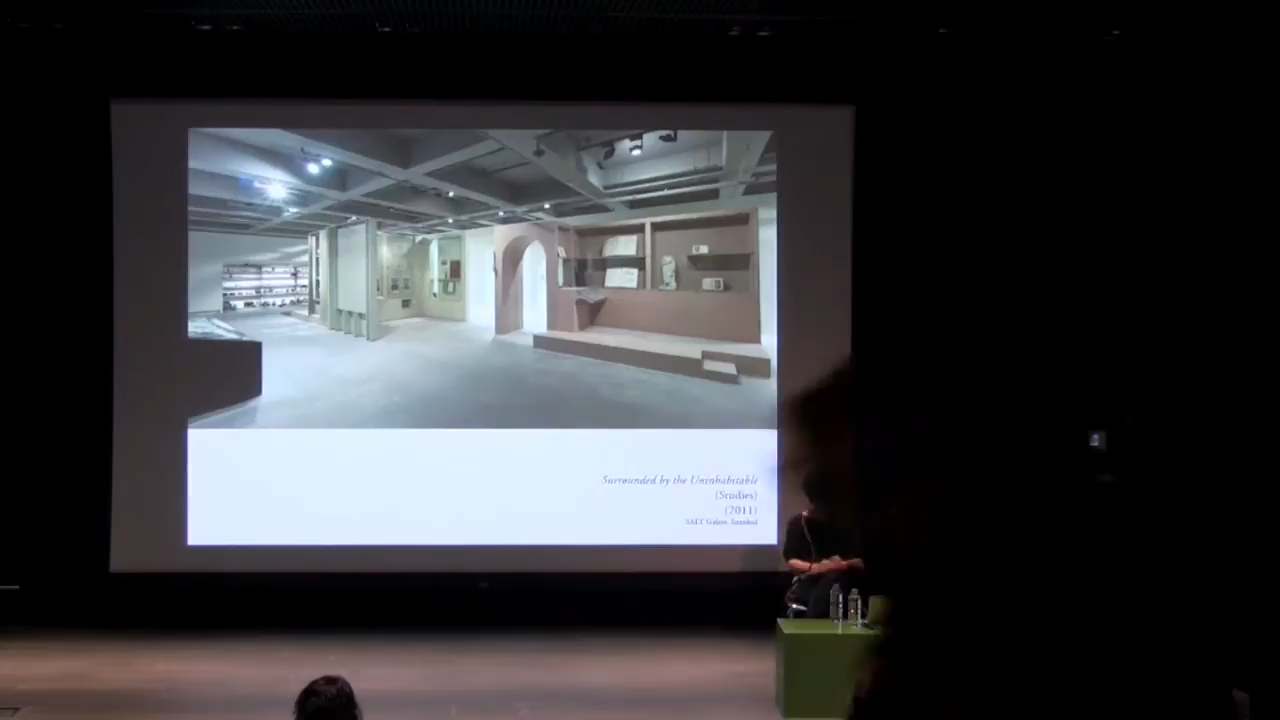 Surrounded by the Uninhabitable
(Studies)
(2011)
SALT Galata, Istanbul